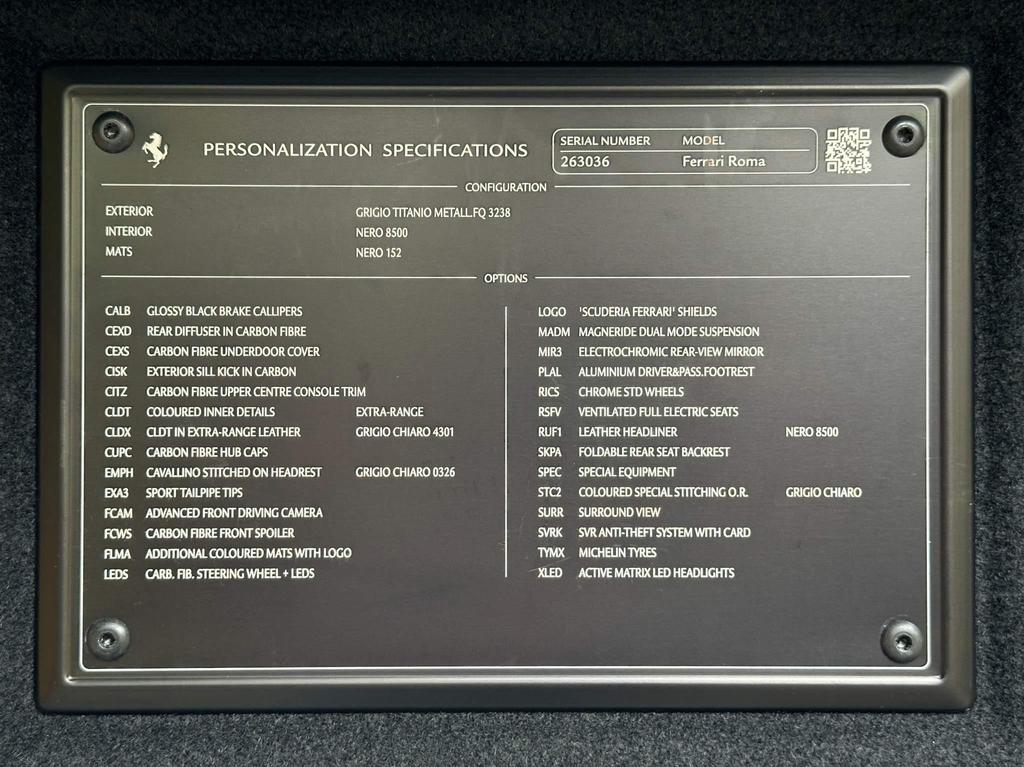 PERSONALIZATION SPECIFICATIONS
SERIAL NUMBER MODEL
263036 Ferrari Roma
CONFIGURATION
EXTERIOR GRIGIO TITANIO METALL.FQ 3238
INTERIOR NERO 8500
MATS NERO 152
OPTIONS
CALB GLOSSY BLACK BRAKE CALLIPERS
CEXD REAR DIFFUSER IN CARBON FIBRE
CEXS CARBON FIBRE UNDERDOOR COVER
CISK EXTERIOR SILL KICK IN CARBON
CITZ CARBON FIBRE UPPER CENTRE CONSOLE TRIM
CLDT COLOURED INNER DETAILS EXTRA-RANGE
CLDX CLDT IN EXTRA-RANGE LEATHER GRIGIO CHIARO 4301
CUPC CARBON FIBRE HUB CAPS
EMPH CAVALLINO STITCHED ON HEADREST GRIGIO CHIARO 0326
EXA3 SPORT TAILPIPE TIPS
FCAM ADVANCED FRONT DRIVING CAMERA
FCWS CARBON FIBRE FRONT SPOILER
FLMA ADDITIONAL COLOURED MATS WITH LOGO
LEDS CARB. FIB. STEERING WHEEL + LEDS
LOGO 'SCUDERIA FERRARI' SHIELDS
MADM MAGNERIDE DUAL MODE SUSPENSION
MIR3 ELECTROCHROMIC REAR-VIEW MIRROR
PLAL ALUMINIUM DRIVER&PASS.FOOTREST
RICS CHROME STD WHEELS
RSFV VENTILATED FULL ELECTRIC SEATS
RUF1 LEATHER HEADLINER NERO 8500
SKPA FOLDABLE REAR SEAT BACKREST
SPEC SPECIAL EQUIPMENT
STC2 COLOURED SPECIAL STITCHING O.R. GRIGIO CHIARO
SURR SURROUND VIEW
SVRK SVR ANTI-THEFT SYSTEM WITH CARD
TYMX MICHELIN TYRES
XLED ACTIVE MATRIX LED HEADLIGHTS